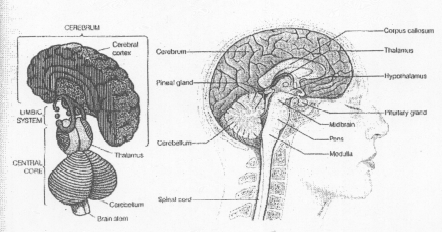 CEREBRUM
Cerebral
cortex
LIMBIC
SYSTEM
Thalamus
CENTRAL
CORE
Cerebellum
Brain stem
Corpus callosum
Cerebrum
Thalamus
Pineal gland
Hypothalamus
Pituitary gland
Midbrain
Cerebellum
Pons
Medulla
Spinal cord